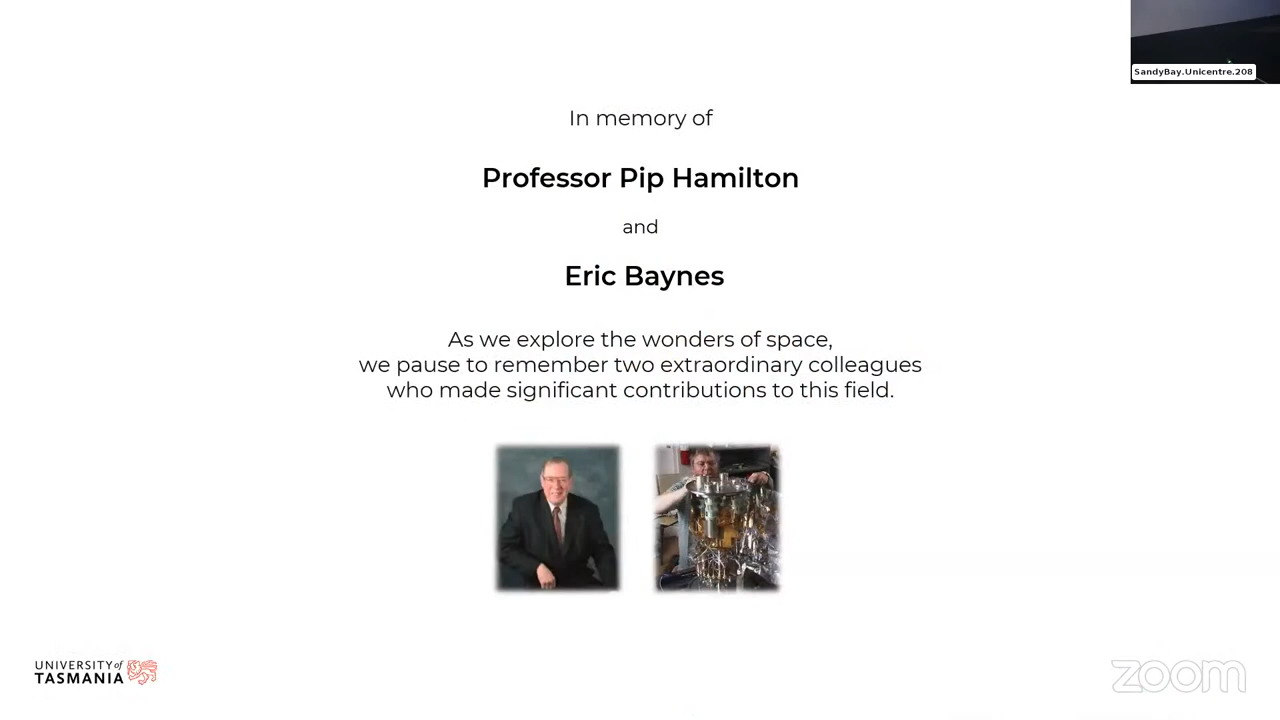 SandyBay.Unicentre.208
In memory of
Professor Pip Hamilton
and
Eric Baynes
As we explore the wonders of space,
we pause to remember two extraordinary colleagues
who made significant contributions to this field.
UNIVERSITY of
TASMANIA
zoom